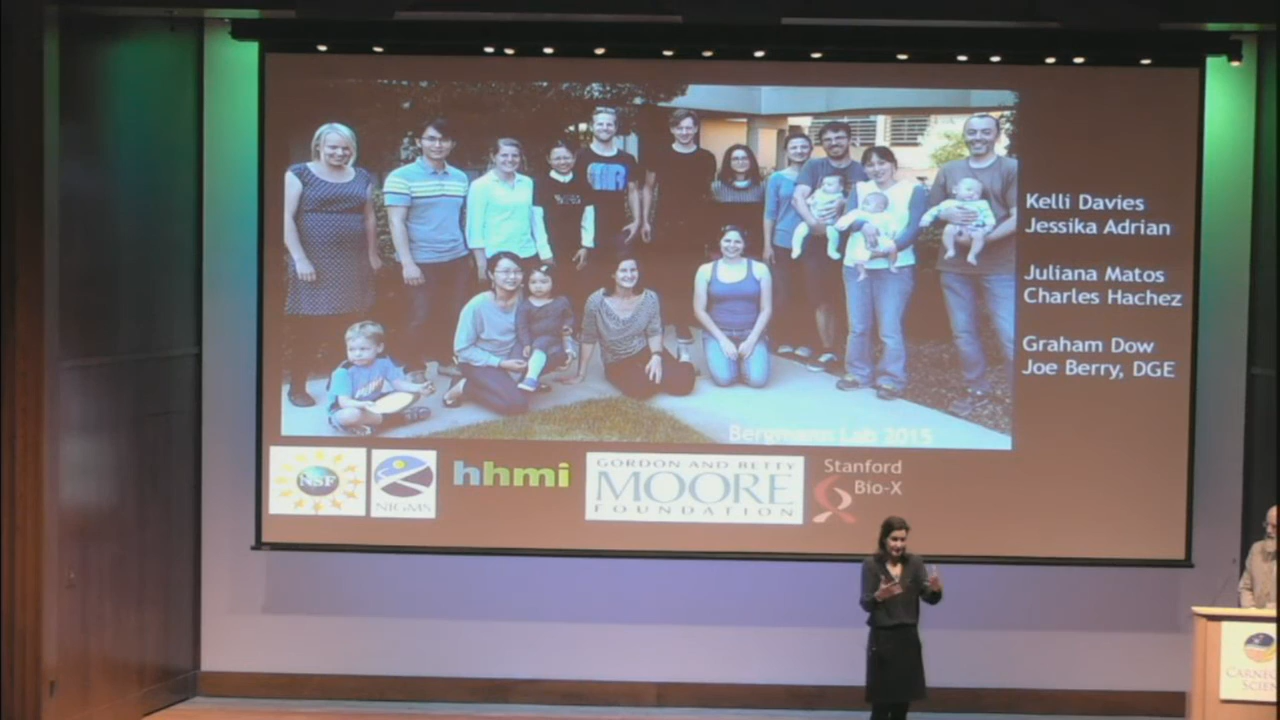 Kelli Davies
Jessika Adrian
Juliana Matos
Charles Hachez
Graham Dow
Joe Berry, DGE
Bergmann Lab 2015
NSF
NIGMS
hhmi
GORDON AND BETTY
MOORE
FOUNDATION
Stanford
Bio-X